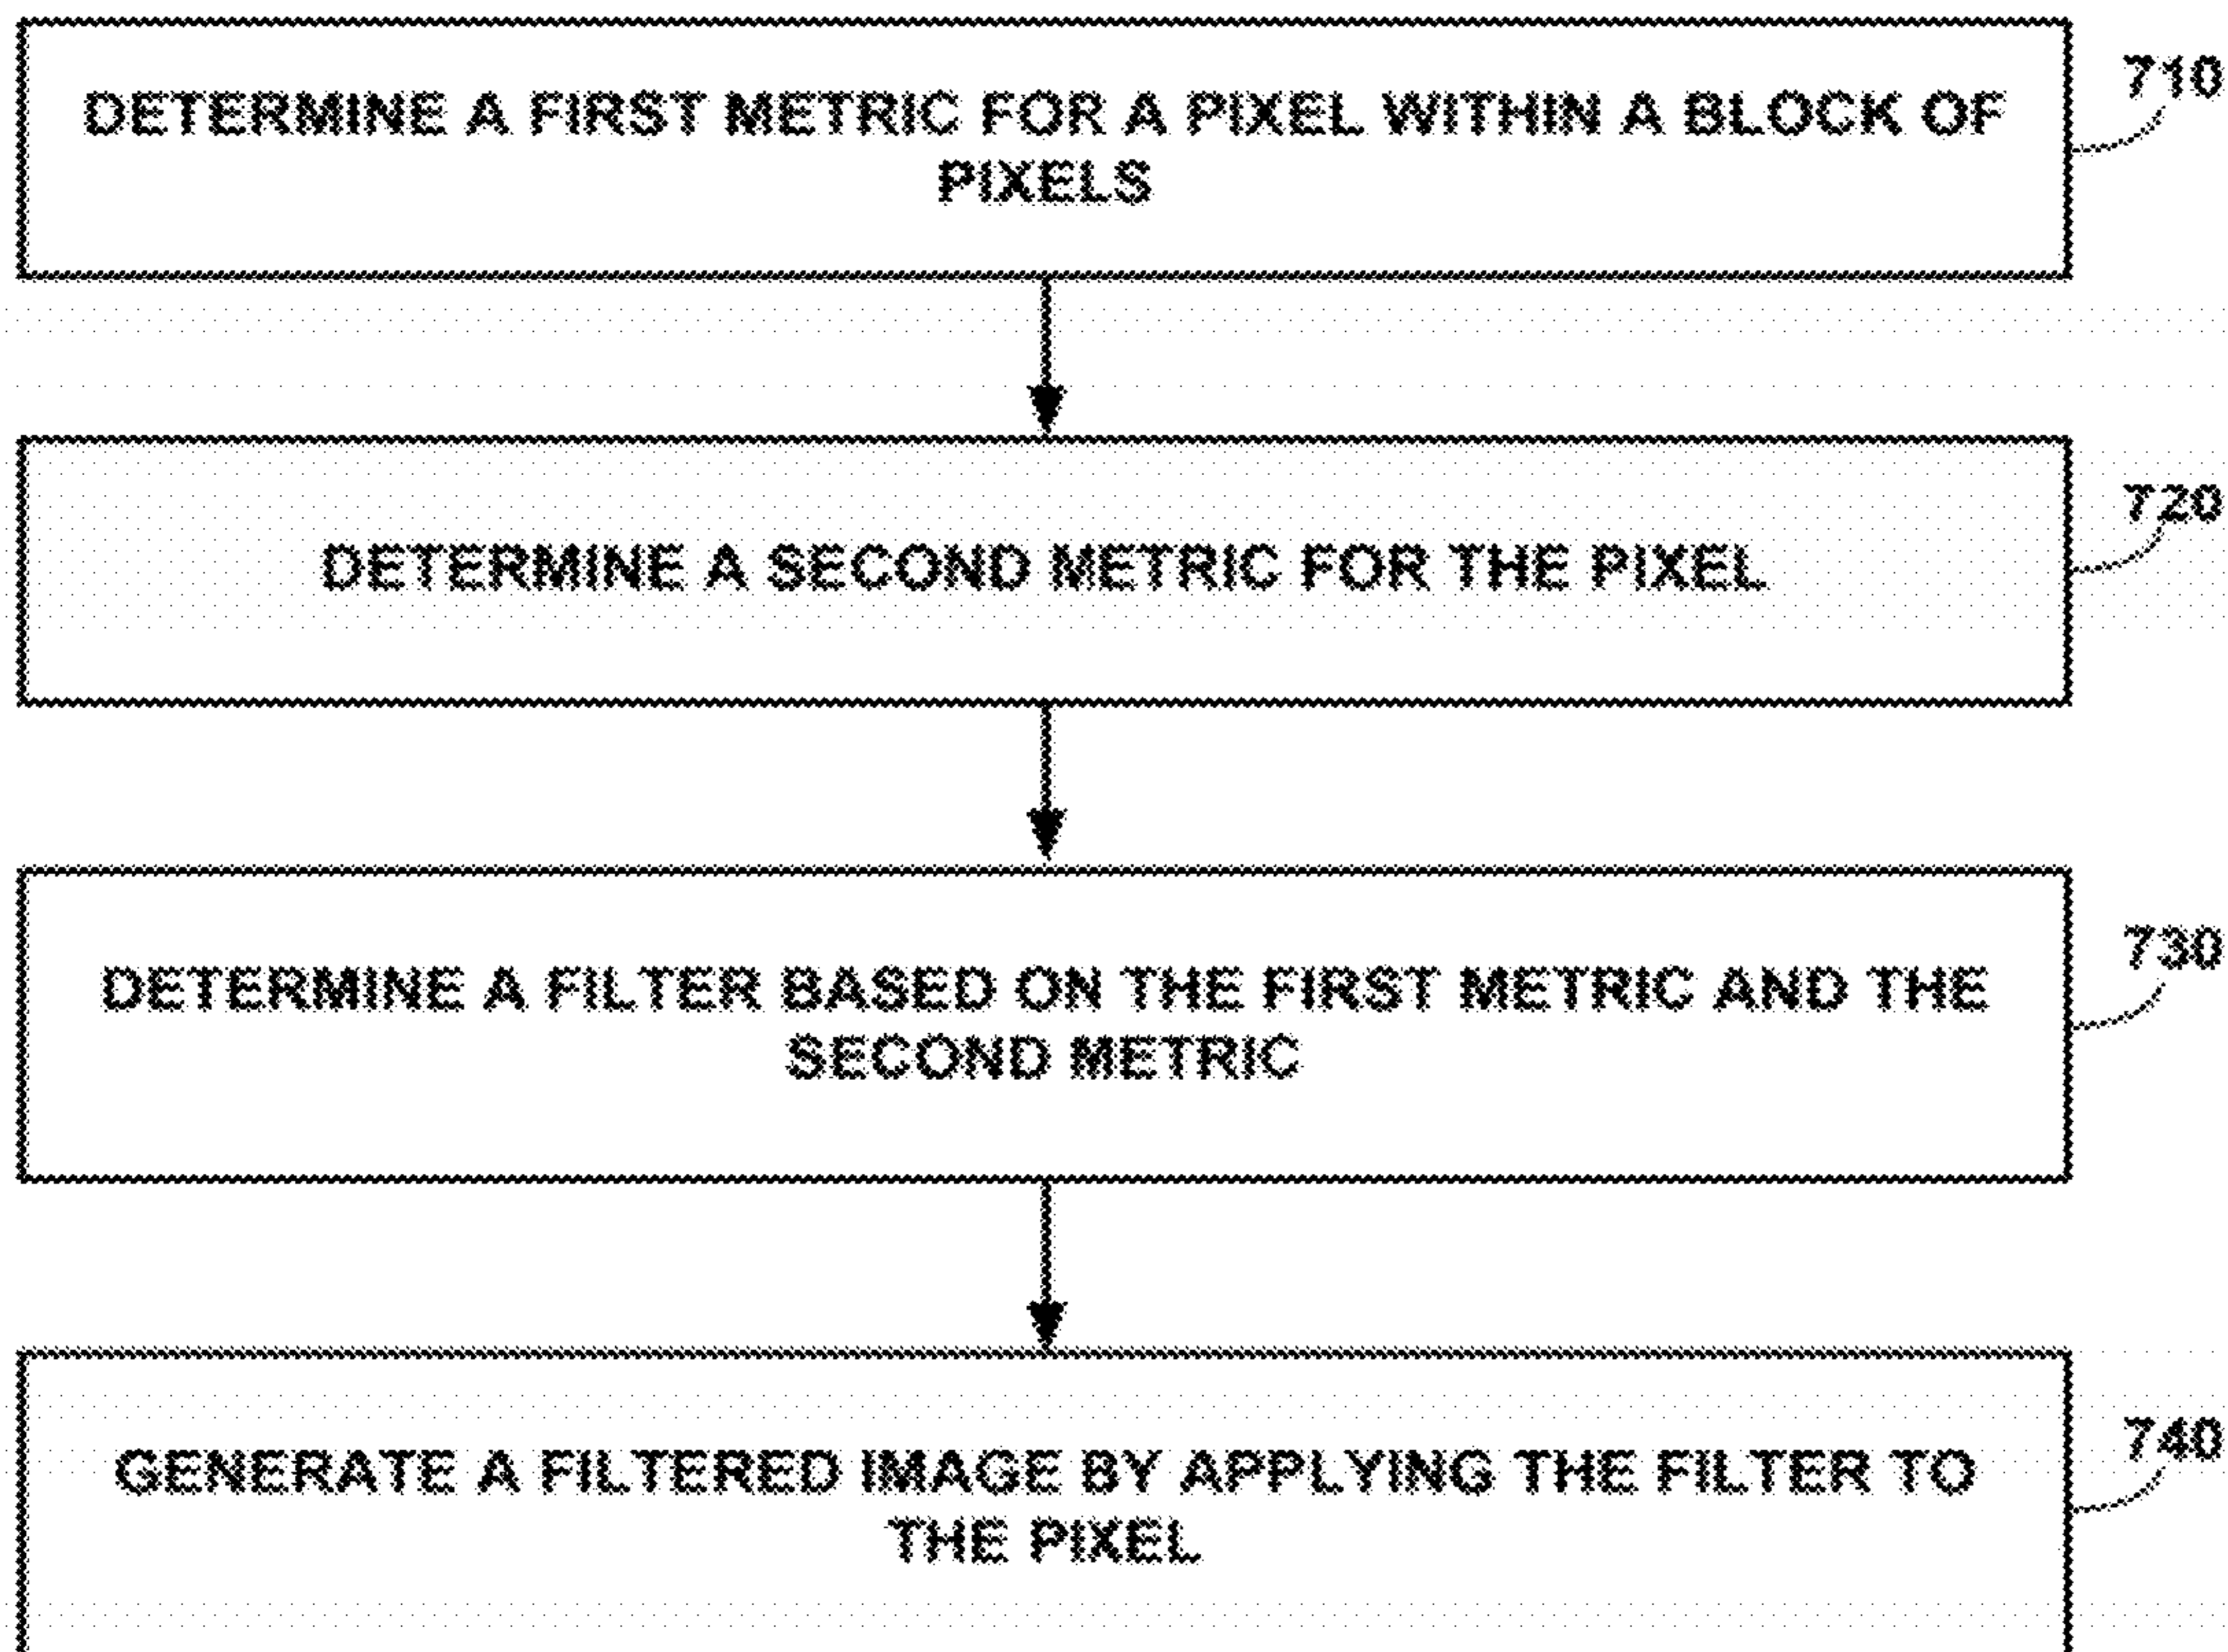 710
DETERMINE A FIRST METRIC FOR A PIXEL WITHIN A BLOCK OF
PIXELS
720
DETERMINE A SECOND METRIC FOR THE PIXEL
730
DETERMINE A FILTER BASED ON THE FIRST METRIC AND THE
SECOND METRIC
740
GENERATE A FILTERED IMAGE BY APPLYING THE FILTER TO
THE PIXEL